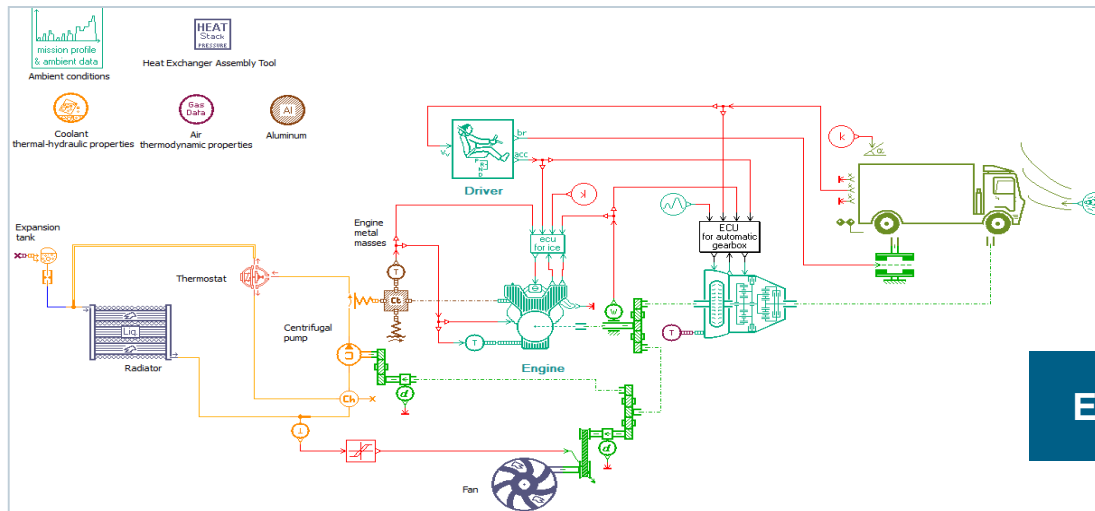 mission profile
& ambient data
Ambient conditions
HEAT
Stack
PRESSURE
Heat Exchanger Assembly Tool
Coolant
thermal-hydraulic properties
Gas
Data
Air
thermodynamic properties
Al
Aluminum
br
acc
Driver
k
α
Engine
metal
masses
k
ECU
for automatic
gearbox
ecu
for ice
Expansion
tank
Thermostat
T
Ct
W
T
T
Engine
Liq.
Radiator
Centrifugal
pump
Ch
d
T
d
Fan
E